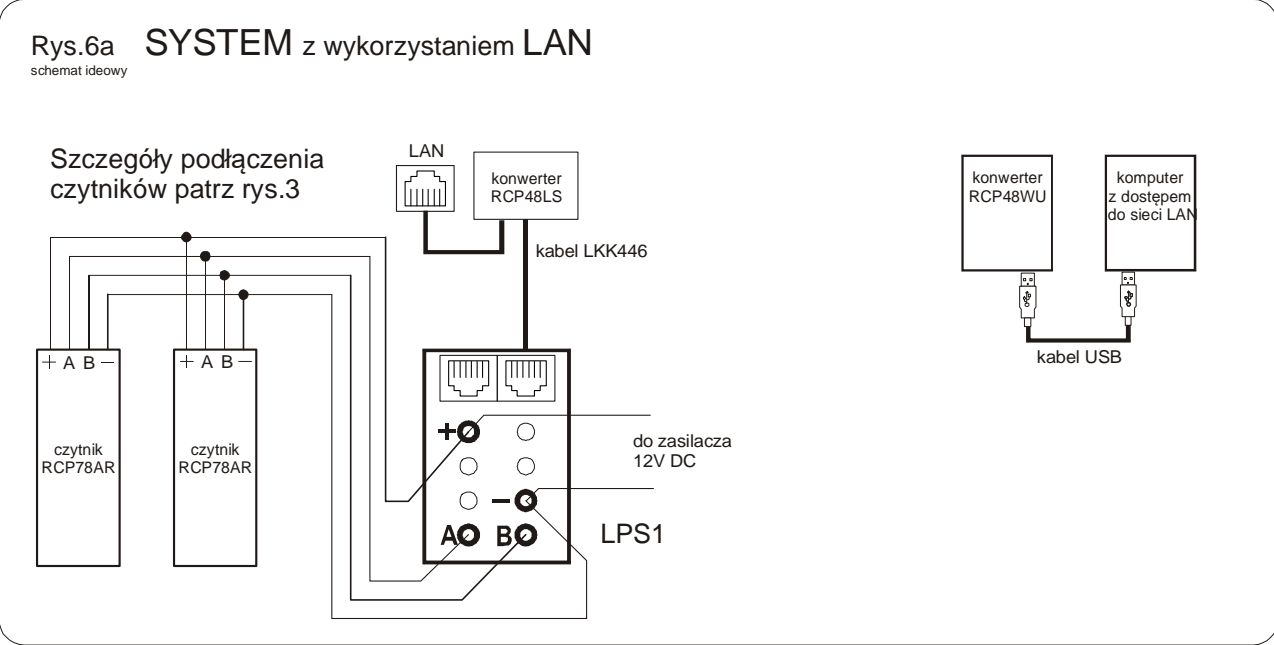 Rys.6a SYSTEM z wykorzystaniem LAN
schemat ideowy
Szczegóły podłączenia
czytników patrz rys.3
LAN
konwerter
RCP48LS
kabel LKK446
konwerter
RCP48WU
komputer
z dostępem
do sieci LAN
kabel USB
+ A B −
czytnik
RCP78AR
+ A B −
czytnik
RCP78AR
+
−
A B
do zasilacza
12V DC
LPS1